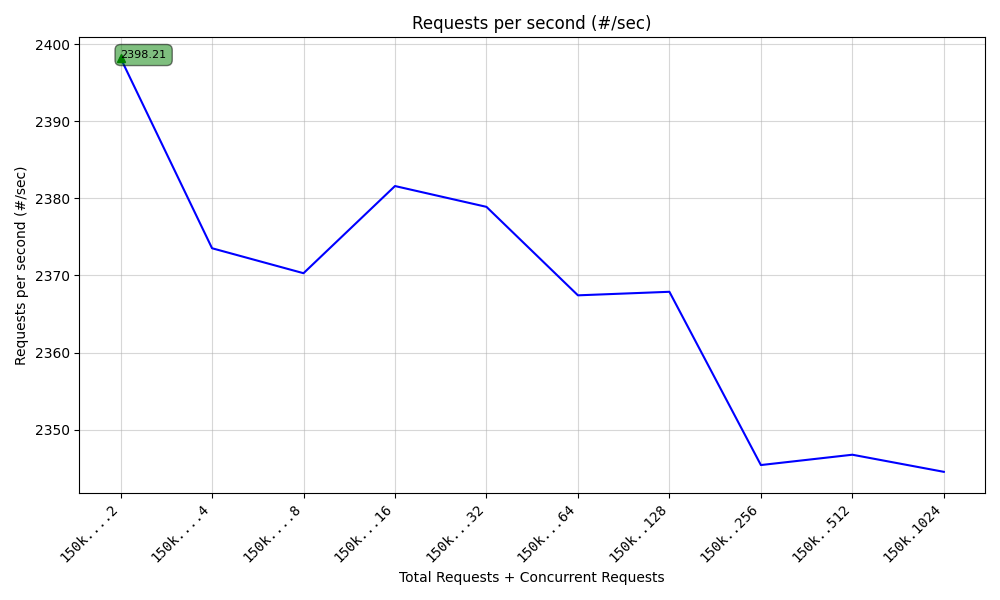 Requests per second (#/sec)
2400
2398.21
2390
2380
2370
2360
2350
Requests per second (#/sec)
150k....2
150k....4
150k....8
150k...16
150k...32
150k...64
150k..128
150k..256
150k..512
150k.1024
Total Requests + Concurrent Requests